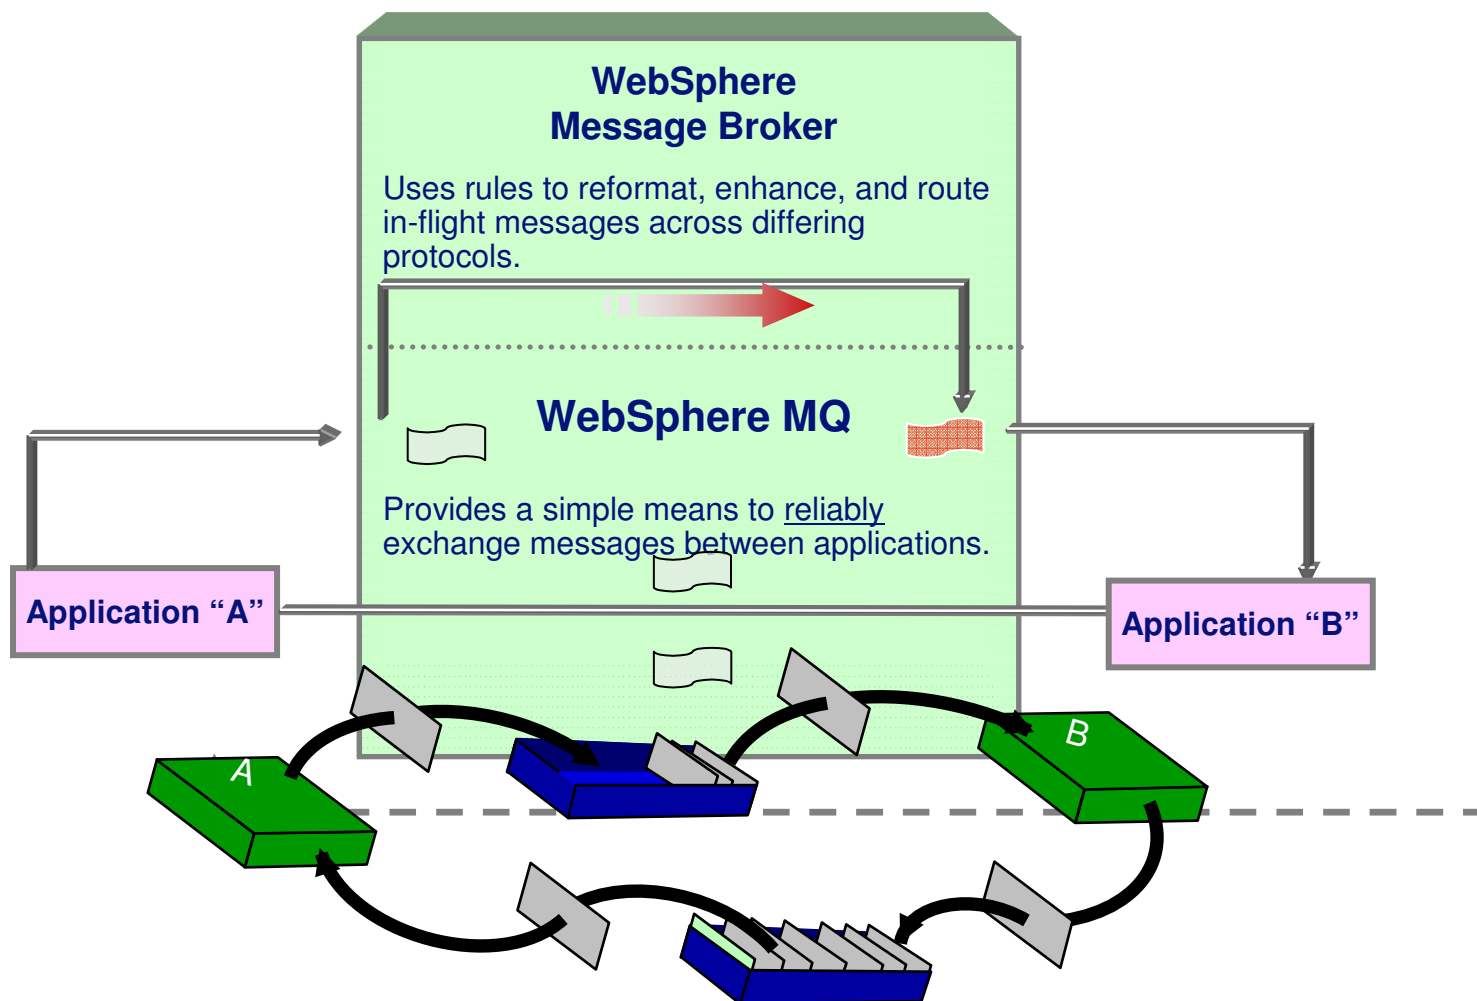 WebSphere
Message Broker
Uses rules to reformat, enhance, and route
in-flight messages across differing
protocols.
WebSphere MQ
Provides a simple means to reliably
exchange messages between applications.
Application “A”
Application “B”
A
B